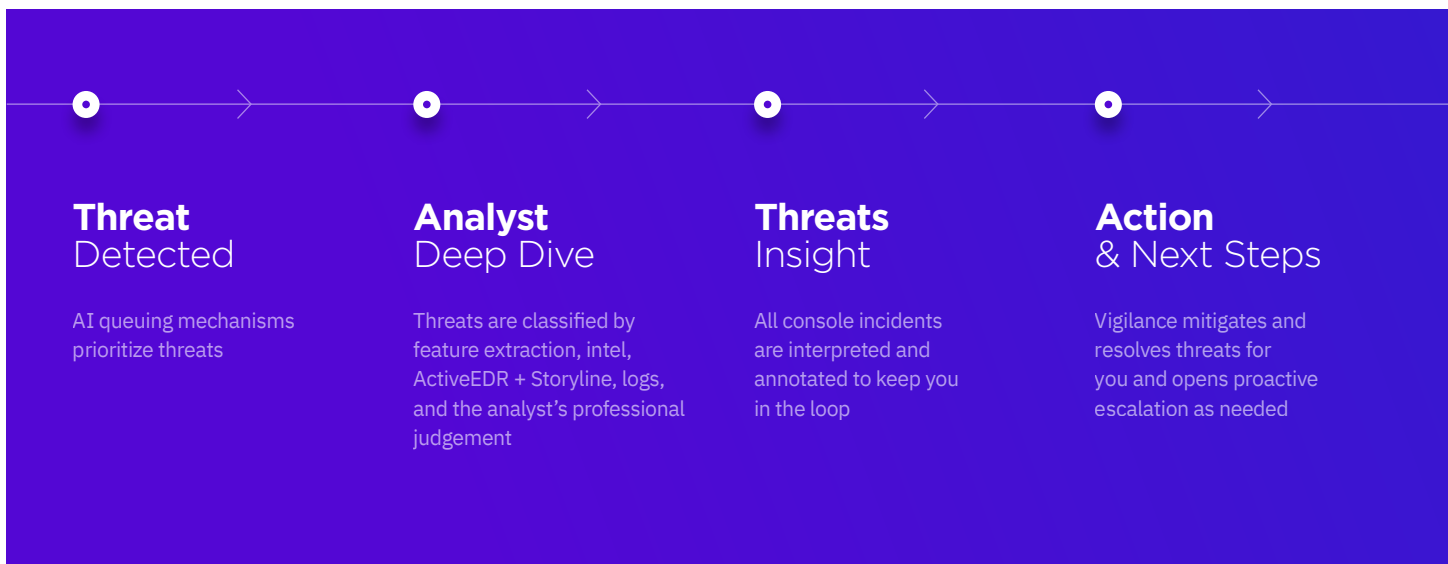 Threat
Detected
AI queuing mechanisms
prioritize threats
Analyst
Deep Dive
Threats are classified by
feature extraction, intel,
ActiveEDR + Storyline, logs,
and the analyst’s professional
judgement
Threats
Insight
All console incidents
are interpreted and
annotated to keep you
in the loop
Action
& Next Steps
Vigilance mitigates and
resolves threats for
you and opens proactive
escalation as needed